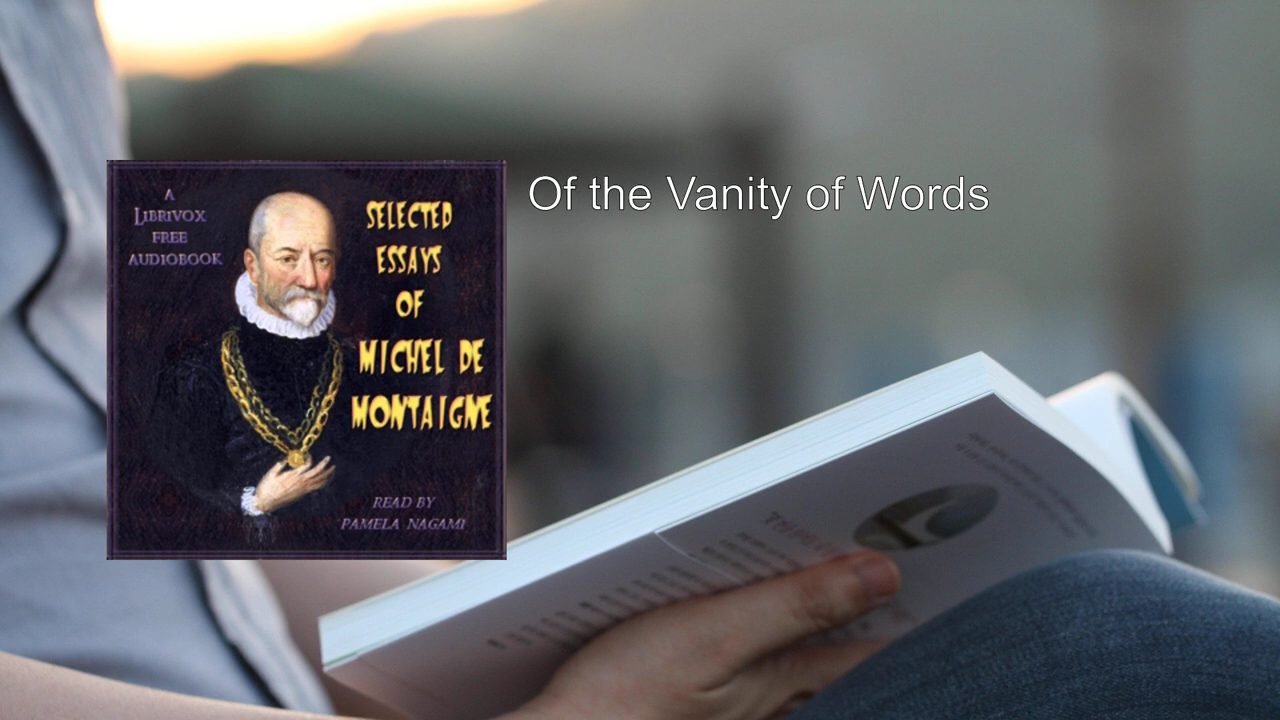 Of the Vanity of Words
A
LIBRIVOX
FREE
AUDIOBOOK
SELECTED
ESSAYS
OF
MICHEL DE
MONTAIGNE
READ BY
PAMELA NAGAMI